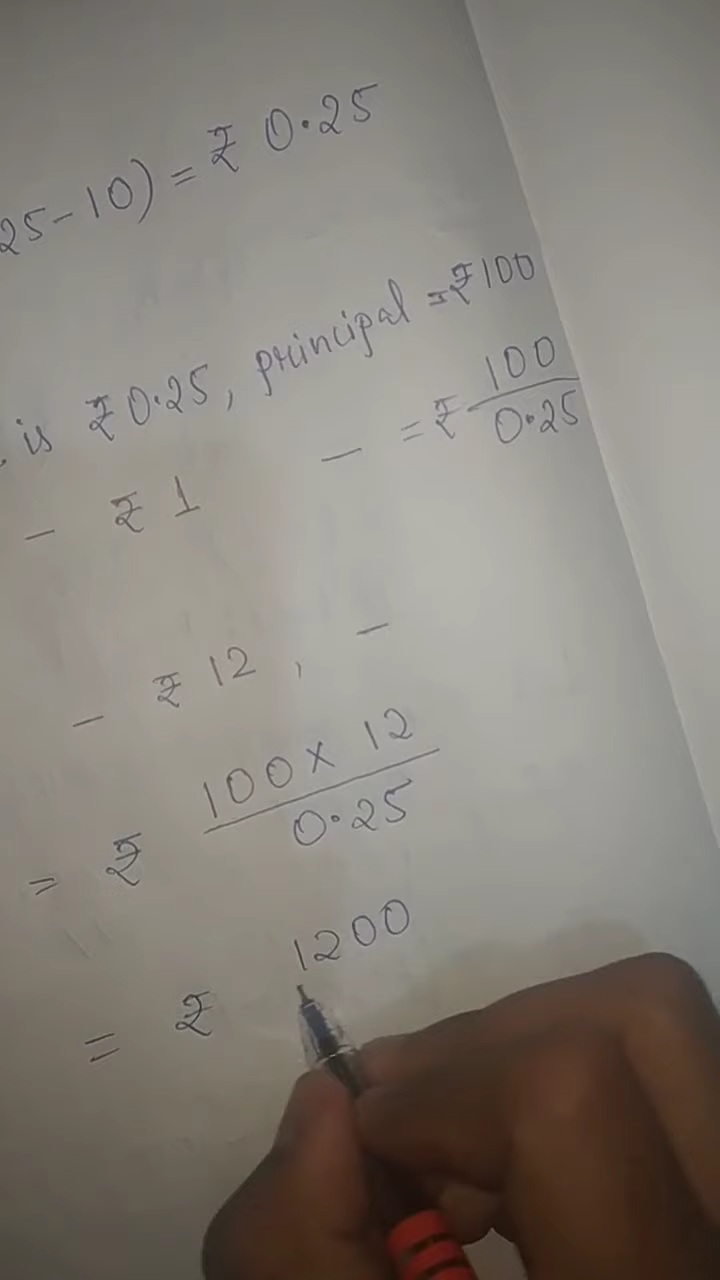 25-10) = ₹ 0.25
. is ₹0.25, principal = ₹100
- ₹ 1 - = ₹ 100/0.25
- ₹ 12, -
= ₹ 100 x 12/0.25
= ₹ 1200